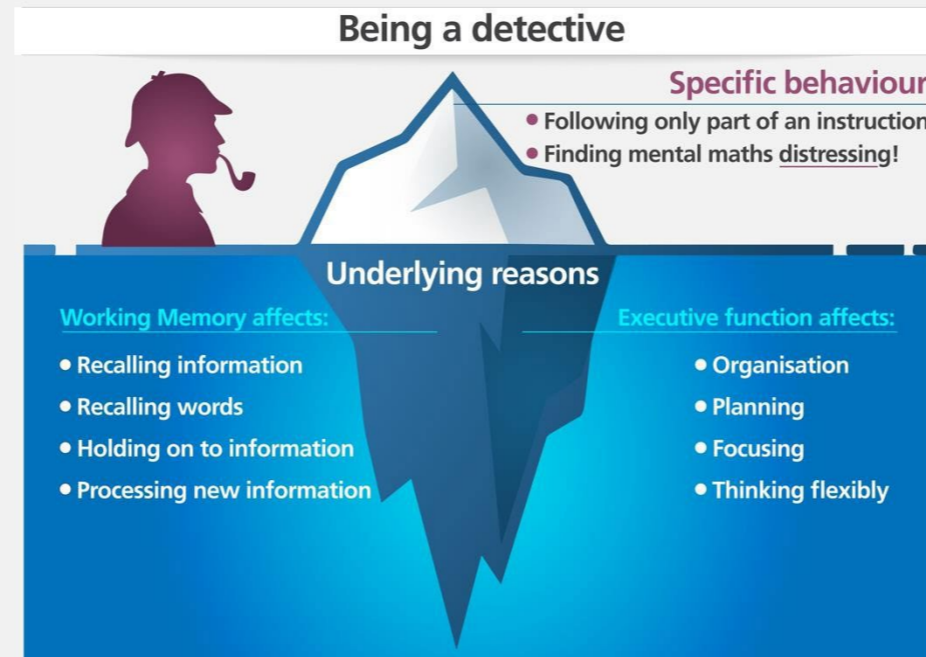 Being a detective
Specific behaviour
• Following only part of an instruction
• Finding mental maths distressing!
Underlying reasons
Working Memory affects:
• Recalling information
• Recalling words
• Holding on to information
• Processing new information
Executive function affects:
• Organisation
• Planning
• Focusing
• Thinking flexibly